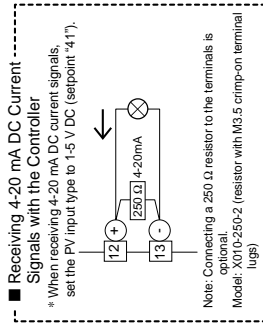 ■ Receiving 4-20 mA DC Current
Signals with the Controller
* When receiving 4-20 mA DC current signals,
set the PV input type to 1-5 V DC (setpoint “41”).
12
+
250 Ω
4-20mA
13
-
Note: Connecting a 250 Ω resistor to the terminals is
optional.
Model: X010-250-2 (resistor with M3.5 crimp-on terminal
lugs)